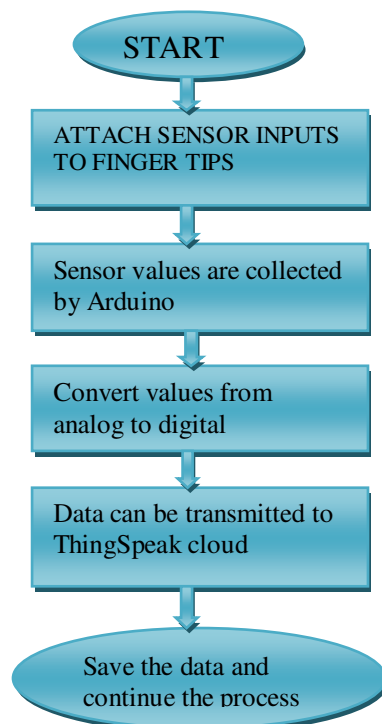 START
ATTACH SENSOR INPUTS
TO FINGER TIPS
Sensor values are collected
by Arduino
Convert values from
analog to digital
Data can be transmitted to
ThingSpeak cloud
Save the data and
continue the process